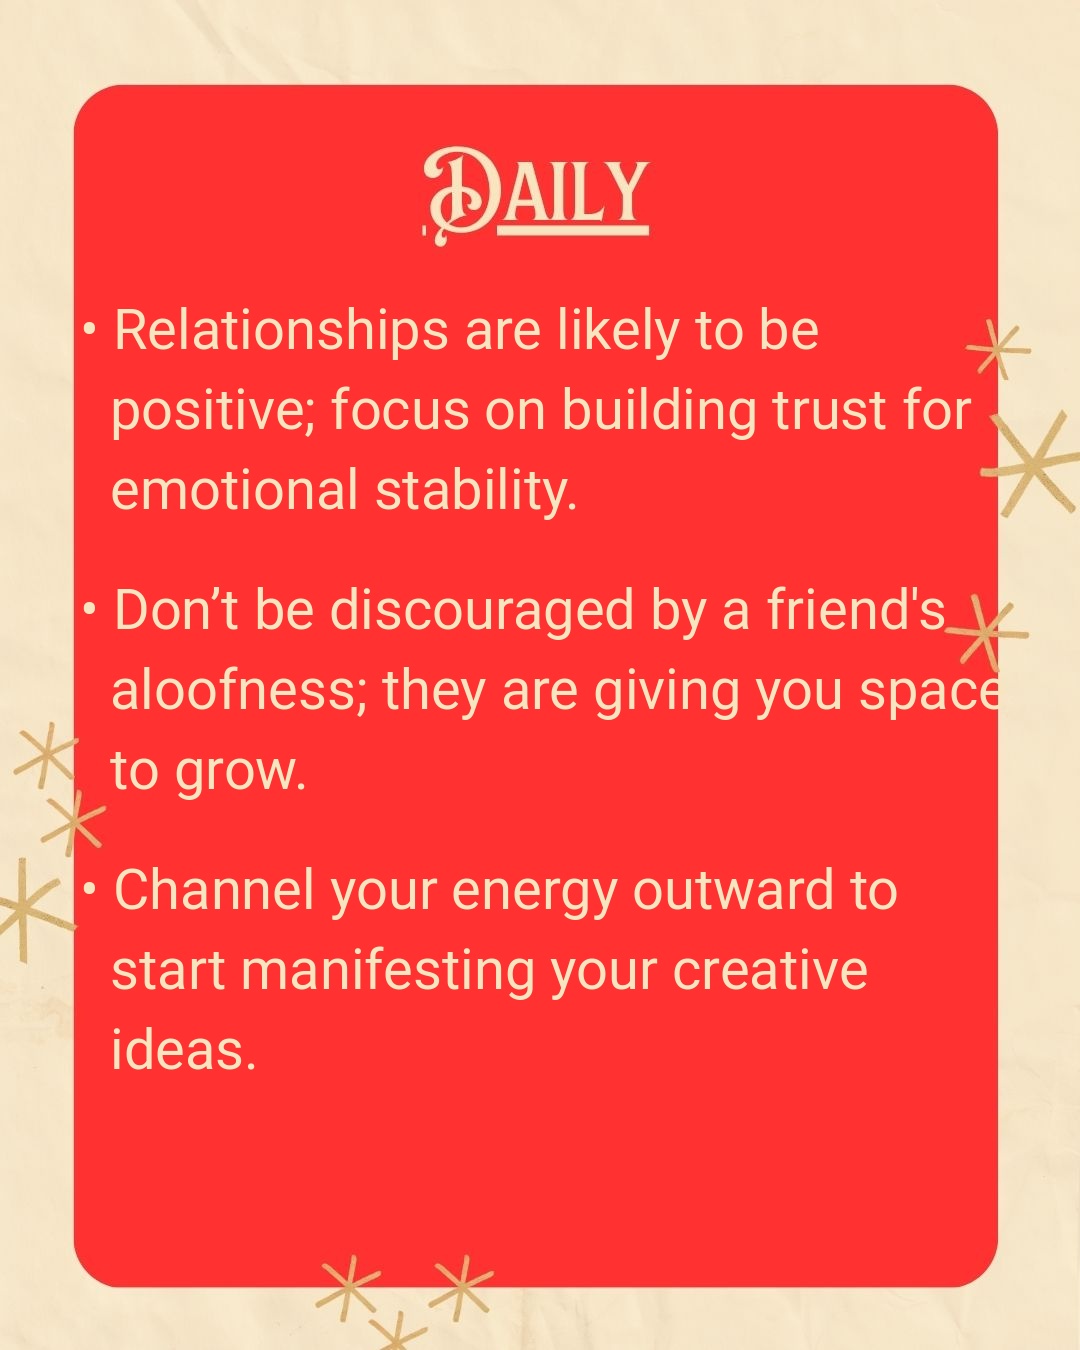 Daily
• Relationships are likely to be
positive; focus on building trust for
emotional stability.
• Don’t be discouraged by a friend's
aloofness; they are giving you space
to grow.
• Channel your energy outward to
start manifesting your creative
ideas.